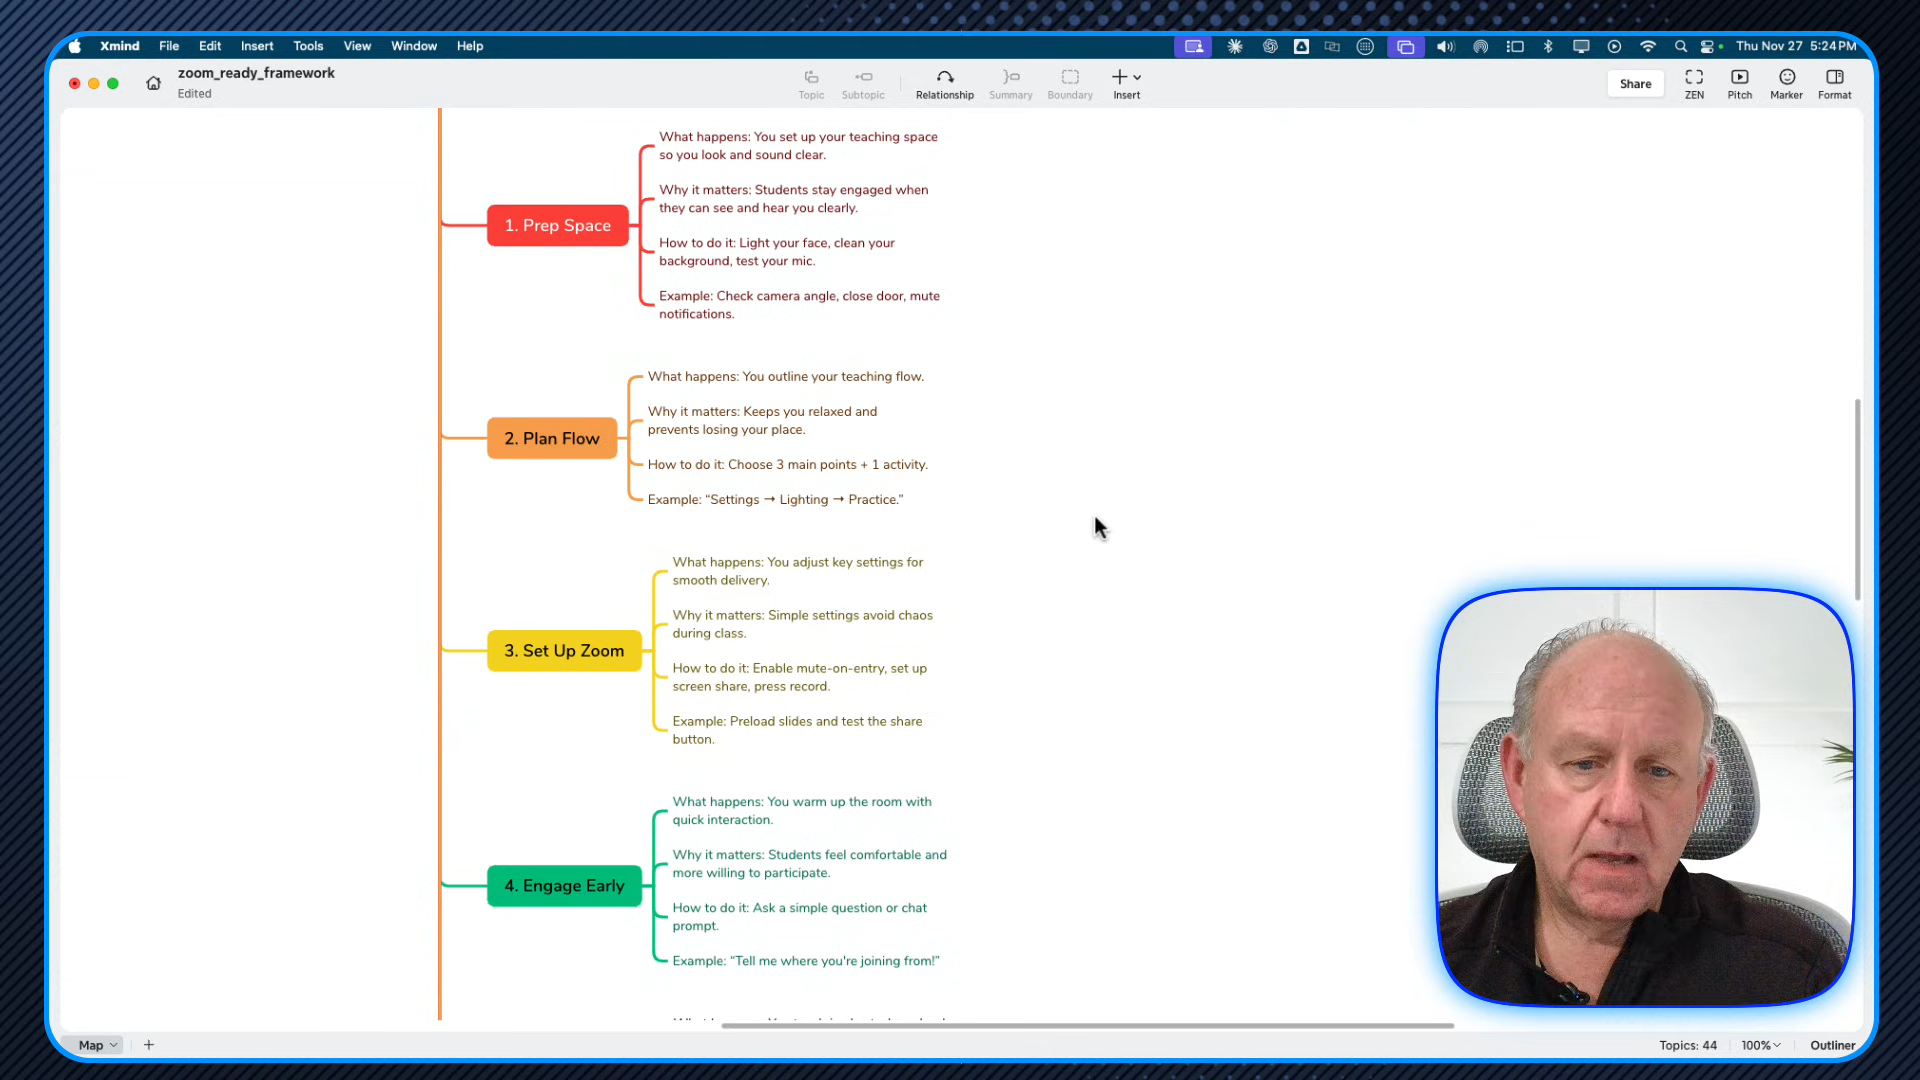 Xmind File Edit Insert Tools View Window Help
Thu Nov 27 5:24 PM
zoom_ready_framework
Edited
Topic Subtopic Relationship Summary Boundary Insert
Share
ZEN Pitch Marker Format
What happens: You set up your teaching space
so you look and sound clear.
Why it matters: Students stay engaged when
they can see and hear you clearly.
1. Prep Space
How to do it: Light your face, clean your
background, test your mic.
Example: Check camera angle, close door, mute
notifications.
What happens: You outline your teaching flow.
Why it matters: Keeps you relaxed and
prevents losing your place.
2. Plan Flow
How to do it: Choose 3 main points + 1 activity.
Example: “Settings → Lighting → Practice.”
What happens: You adjust key settings for
smooth delivery.
Why it matters: Simple settings avoid chaos
during class.
3. Set Up Zoom
How to do it: Enable mute-on-entry, set up
screen share, press record.
Example: Preload slides and test the share
button.
What happens: You warm up the room with
quick interaction.
Why it matters: Students feel comfortable and
more willing to participate.
4. Engage Early
How to do it: Ask a simple question or chat
prompt.
Example: “Tell me where you're joining from!”
Map
Topics: 44 100% Outliner